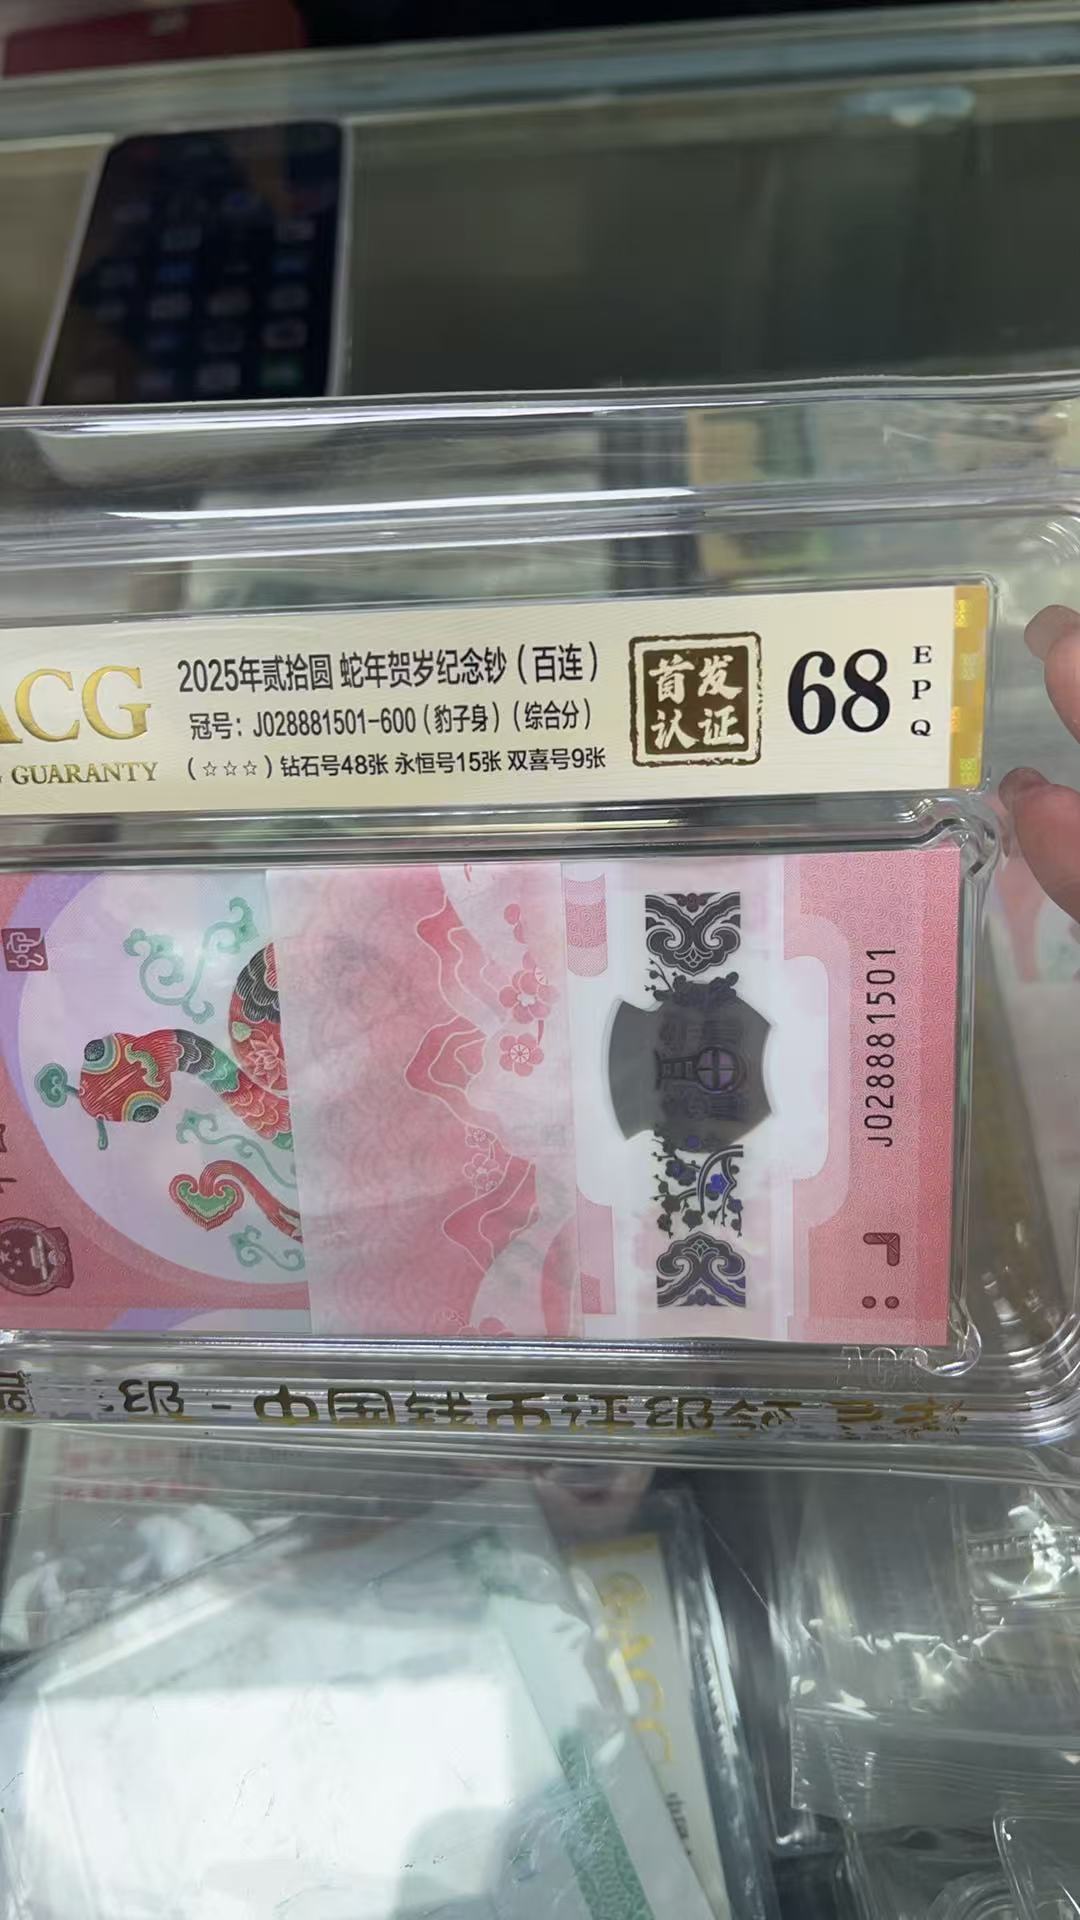 ACG
GUARANTY
2025年贰拾圆 蛇年贺岁纪念钞（百连）
冠号：J028881501-600（豹子身）（综合分）
（☆☆☆）钻石号48张 永恒号15张 双喜号9张
首发
认证
68
E
P
Q
J028881501
级-中国钱币评级领
ACG